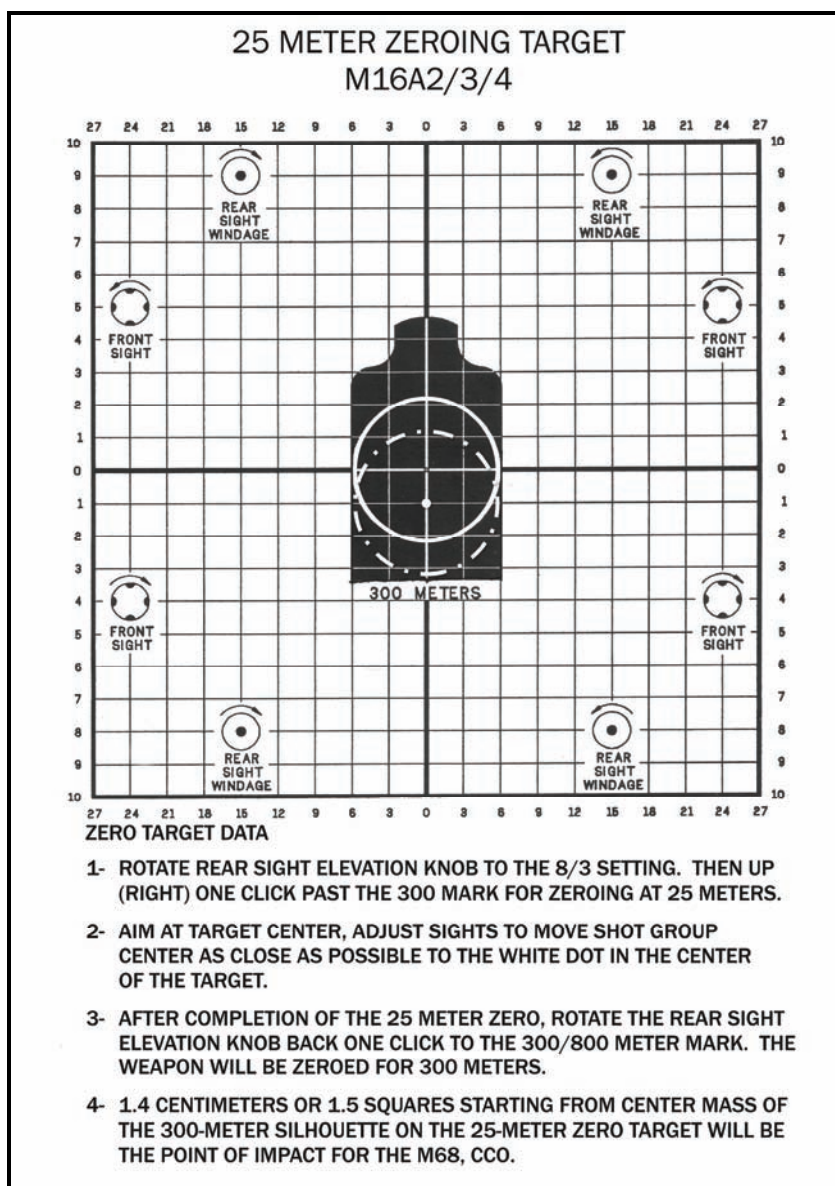 25 METER ZEROING TARGET
M16A2/3/4
27 24 21 18 15 12 9 6 3 0 3 6 9 12 15 18 21 24 27
10 10
9 9
8 8
REAR SIGHT WINDAGE REAR SIGHT WINDAGE
7 7
6 6
5 5
FRONT SIGHT FRONT SIGHT
4 4
3 3
2 2
1 1
0 0
1 1
2 2
3 3
300 METERS
4 4
FRONT SIGHT FRONT SIGHT
5 5
6 6
7 7
8 8
REAR SIGHT WINDAGE REAR SIGHT WINDAGE
9 9
10 10
27 24 21 18 15 12 9 6 3 0 3 6 9 12 15 18 21 24 27
ZERO TARGET DATA
1- ROTATE REAR SIGHT ELEVATION KNOB TO THE 8/3 SETTING. THEN UP
(RIGHT) ONE CLICK PAST THE 300 MARK FOR ZEROING AT 25 METERS.
2- AIM AT TARGET CENTER, ADJUST SIGHTS TO MOVE SHOT GROUP
CENTER AS CLOSE AS POSSIBLE TO THE WHITE DOT IN THE CENTER
OF THE TARGET.
3- AFTER COMPLETION OF THE 25 METER ZERO, ROTATE THE REAR SIGHT
ELEVATION KNOB BACK ONE CLICK TO THE 300/800 METER MARK. THE
WEAPON WILL BE ZEROED FOR 300 METERS.
4- 1.4 CENTIMETERS OR 1.5 SQUARES STARTING FROM CENTER MASS OF
THE 300-METER SILHOUETTE ON THE 25-METER ZERO TARGET WILL BE
THE POINT OF IMPACT FOR THE M68, CCO.